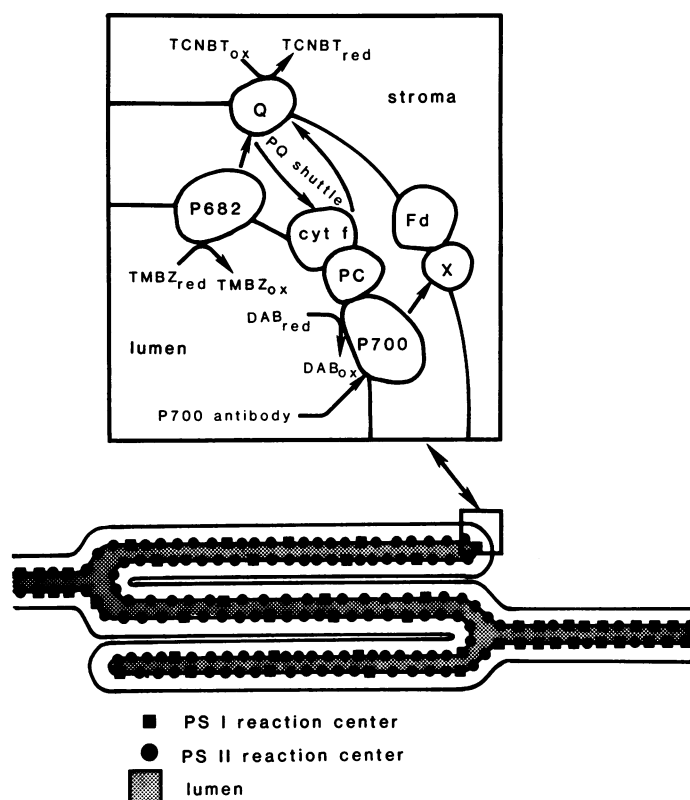 TCNBTox TCNBTred
stroma
Q
PQ shuttle
P682
Fd
cyt f
X
PC
TMBZred TMBZox
DABred
P700
lumen
DABox
P700 antibody
PS I reaction center
PS II reaction center
lumen